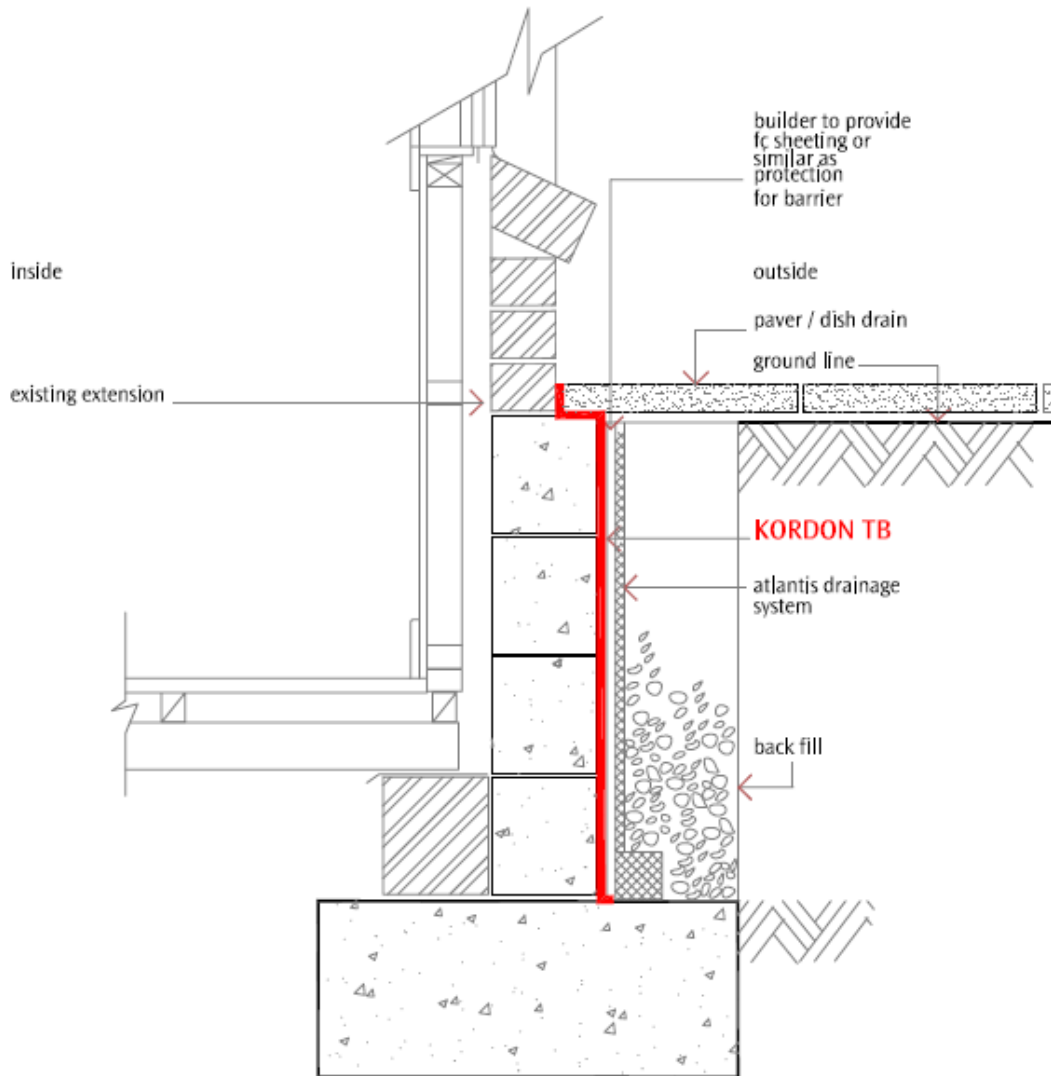 builder to provide
fc sheeting or
similar as
protection
for barrier
inside
outside
paver / dish drain
ground line
existing extension
KORDON TB
atlantis drainage
system
back fill